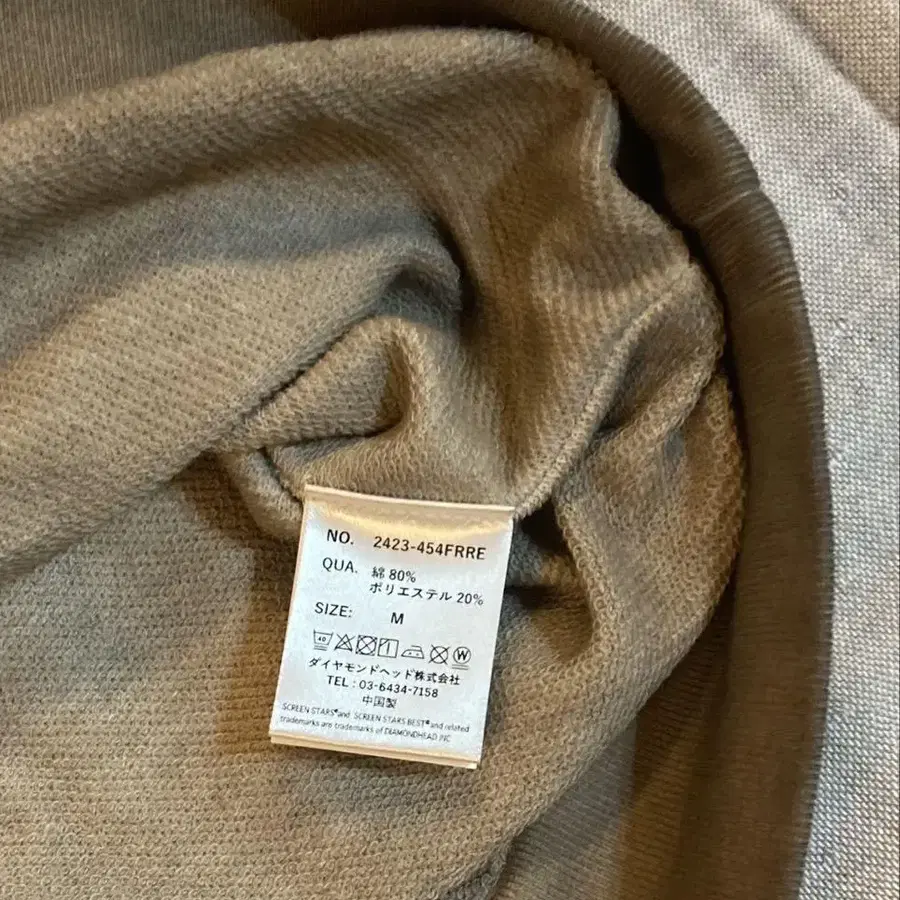 NO. 2423-454FRRE
QUA. 綿 80%
ポリエステル 20%
SIZE: M
40 W
ダイヤモンドヘッド株式会社
TEL : 03-6434-7158
中国製
SCREEN STARS® and SCREEN STARS BEST® and related
trademarks are trademarks of DIAMONDHEAD INC